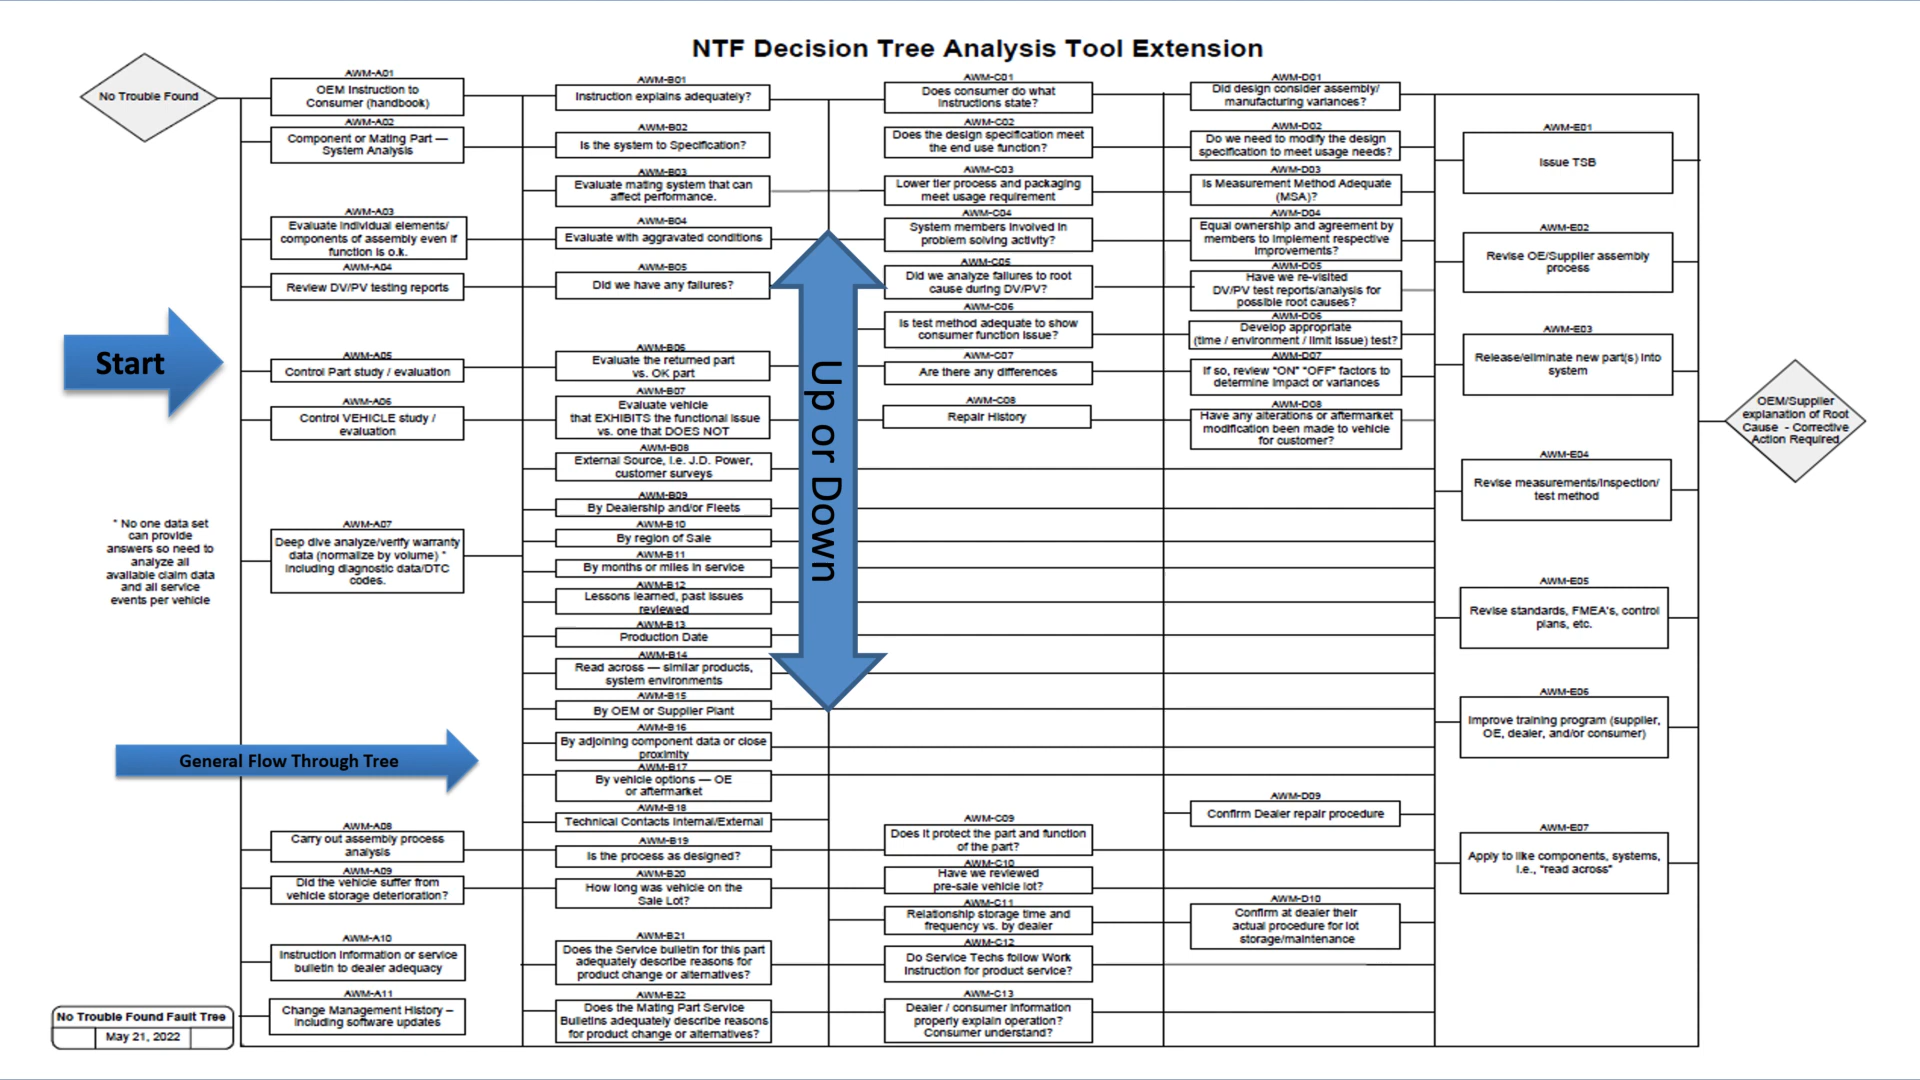 NTF Decision Tree Analysis Tool Extension
No Trouble Found
Start
* No one data set
can provide
answers so need to
analyze all
available claim data
and all service
events per vehicle
General Flow Through Tree
No Trouble Found Fault Tree
May 21, 2022
AWM-A01
OEM Instruction to
Consumer (handbook)
AWM-A02
Component or Mating Part —
System Analysis
AWM-A03
Evaluate individual elements/
components of assembly even if
function is o.k.
AWM-A04
Review DV/PV testing reports
AWM-A05
Control Part study / evaluation
AWM-A06
Control VEHICLE study /
evaluation
AWM-A07
Deep dive analyze/verify warranty
data (normalize by volume) *
including diagnostic data/DTC
codes.
AWM-A08
Carry out assembly process
analysis
AWM-A09
Did the vehicle suffer from
vehicle storage deterioration?
AWM-A10
Instruction information or service
bulletin to dealer adequacy
AWM-A11
Change Management History –
including software updates
AWM-B01
Instruction explains adequately?
AWM-B02
Is the system to Specification?
AWM-B03
Evaluate mating system that can
affect performance.
AWM-B04
Evaluate with aggravated conditions
AWM-B05
Did we have any failures?
AWM-B06
Evaluate the returned part
vs. OK part
AWM-B07
Evaluate vehicle
that EXHIBITS the functional issue
vs. one that DOES NOT
AWM-B08
External Source, i.e. J.D. Power,
customer surveys
AWM-B09
By Dealership and/or Fleets
AWM-B10
By region of Sale
AWM-B11
By months or miles in service
AWM-B12
Lessons learned, past issues
reviewed
AWM-B13
Production Date
AWM-B14
Read across — similar products,
system environments
AWM-B15
By OEM or Supplier Plant
AWM-B16
By adjoining component data or close
proximity
AWM-B17
By vehicle options — OE
or aftermarket
AWM-B18
Technical Contacts Internal/External
AWM-B19
Is the process as designed?
AWM-B20
How long was vehicle on the
Sale Lot?
AWM-B21
Does the Service bulletin for this part
adequately describe reasons for
product change or alternatives?
AWM-B22
Does the Mating Part Service
Bulletins adequately describe reasons
for product change or alternatives?
Up or Down
AWM-C01
Does consumer do what
instructions state?
AWM-C02
Does the design specification meet
the end use function?
AWM-C03
Lower tier process and packaging
meet usage requirement
AWM-C04
System members involved in
problem solving activity?
AWM-C05
Did we analyze failures to root
cause during DV/PV?
AWM-C06
Is test method adequate to show
consumer function issue?
AWM-C07
Are there any differences
AWM-C08
Repair History
AWM-C09
Does it protect the part and function
of the part?
AWM-C10
Have we reviewed
pre-sale vehicle lot?
AWM-C11
Relationship storage time and
frequency vs. by dealer
AWM-C12
Do Service Techs follow Work
Instruction for product service?
AWM-C13
Dealer / consumer information
properly explain operation?
Consumer understand?
AWM-D01
Did design consider assembly/
manufacturing variances?
AWM-D02
Do we need to modify the design
specification to meet usage needs?
AWM-D03
Is Measurement Method Adequate
(MSA)?
AWM-D04
Equal ownership and agreement by
members to implement respective
improvements?
AWM-D05
Have we re-visited
DV/PV test reports/analysis for
possible root causes?
AWM-D06
Develop appropriate
(time / environment / limit issue) test?
AWM-D07
If so, review "ON" "OFF" factors to
determine impact or variances
AWM-D08
Have any alterations or aftermarket
modification been made to vehicle
for customer?
AWM-D09
Confirm Dealer repair procedure
AWM-D10
Confirm at dealer their
actual procedure for lot
storage/maintenance
AWM-E01
Issue TSB
AWM-E02
Revise OE/Supplier assembly
process
AWM-E03
Release/eliminate new part(s) into
system
AWM-E04
Revise measurements/inspection/
test method
AWM-E05
Revise standards, FMEA's, control
plans, etc.
AWM-E06
Improve training program (supplier,
OE, dealer, and/or consumer)
AWM-E07
Apply to like components, systems,
i.e., "read across"
OEM/Supplier
explanation of Root
Cause - Corrective
Action Required